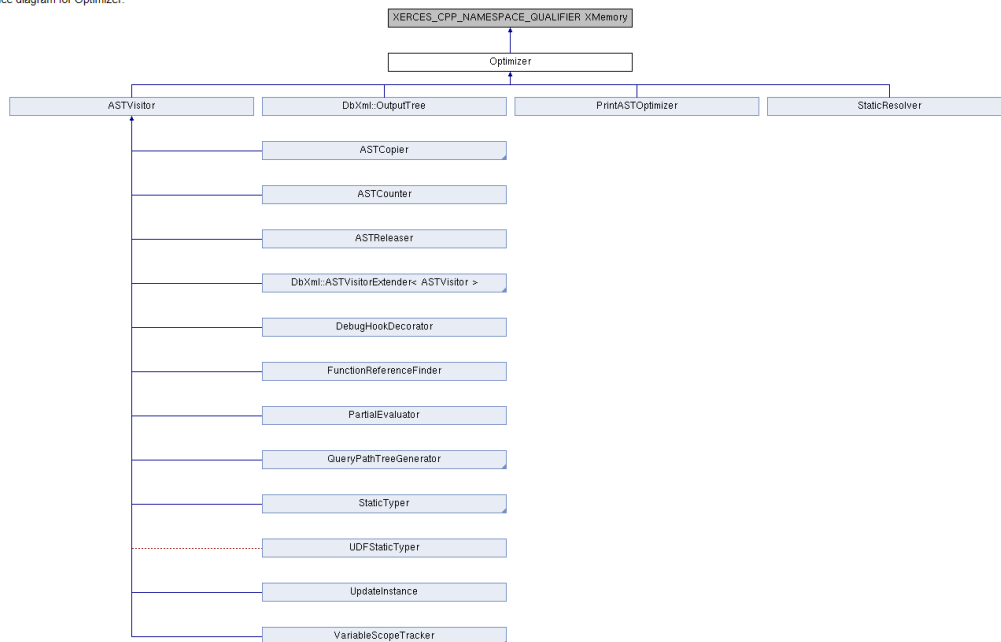 XERCES_CPP_NAMESPACE_QUALIFIER XMemory
Optimizer
ASTVisitor
DbXml::OutputTree
PrintASTOptimizer
StaticResolver
ASTCopier
ASTCounter
ASTReleaser
DbXml::ASTVisitorExtender< ASTVisitor >
DebugHookDecorator
FunctionReferenceFinder
PartialEvaluator
QueryPathTreeGenerator
StaticTyper
UDFStaticTyper
UpdateInstance
VariableScopeTracker